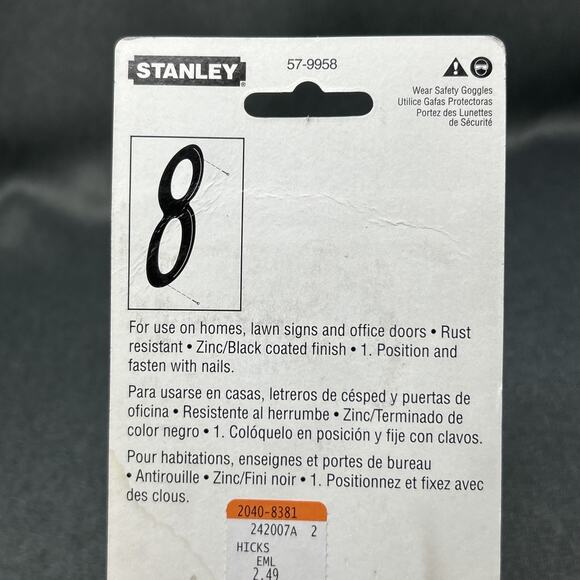 STANLEY®
57-9958
Wear Safety Goggles
Utilice Gafas Protectoras
Portez des Lunettes
de Sécurité
8
For use on homes, lawn signs and office doors • Rust
resistant • Zinc/Black coated finish • 1. Position and
fasten with nails.
Para usarse en casas, letreros de césped y puertas de
oficina • Resistente al herrumbe • Zinc/Terminado de
color negro • 1. Colóquelo en posición y fije con clavos.
Pour habitations, enseignes et portes de bureau
• Antirouille • Zinc/Fini noir • 1. Positionnez et fixez avec
des clous.
2040-8381
242007A 2
HICKS
EML
2.49